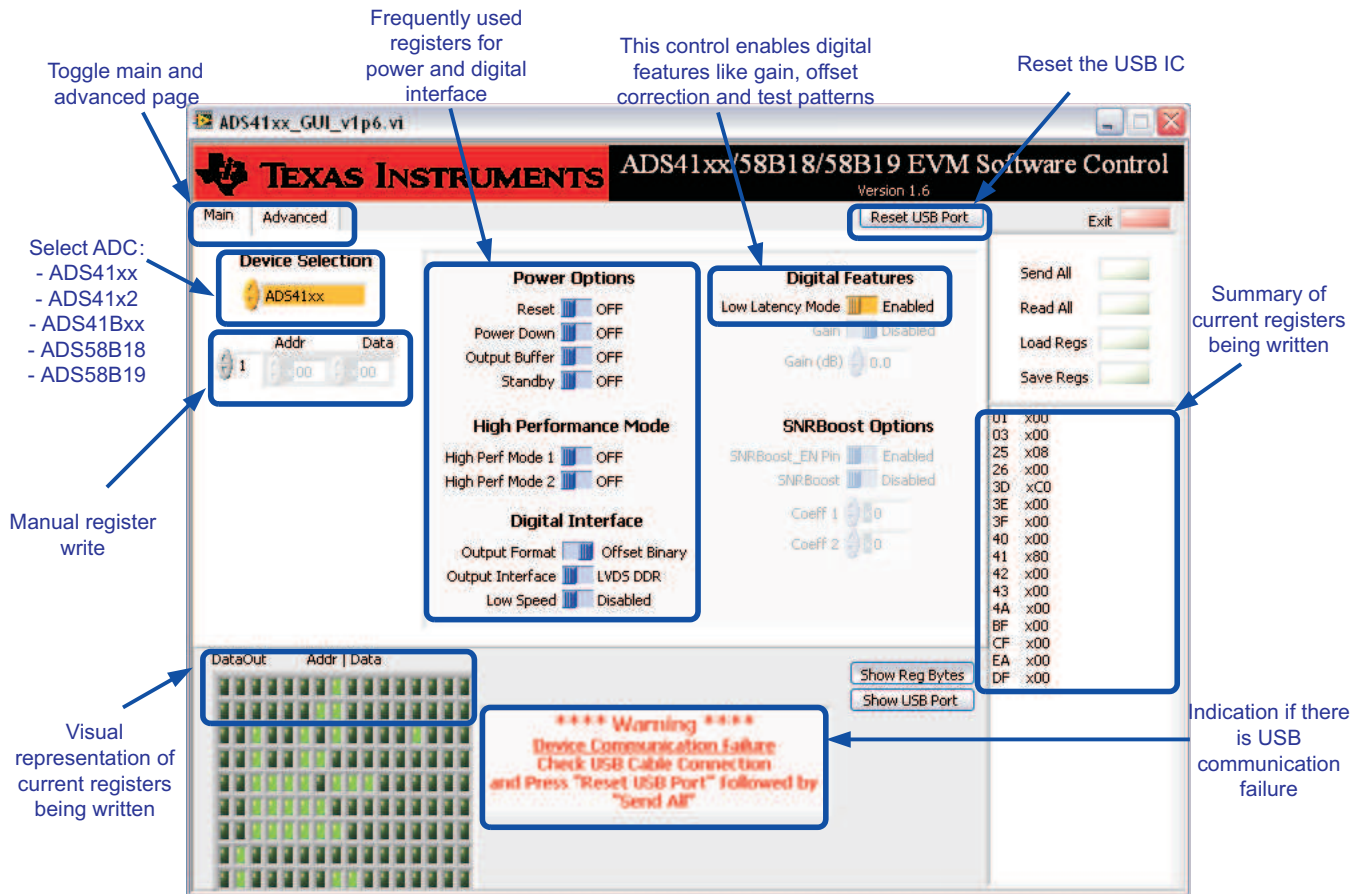 Frequently used
registers for
power and digital
interface
This control enables digital
features like gain, offset
correction and test patterns
Reset the USB IC
Toggle main and
advanced page
ADS41xx_GUI_v1p6.vi
TEXAS INSTRUMENTS
ADS41xx/58B18/58B19 EVM Software Control
Version 1.6
Main Advanced
Reset USB Port
Exit
Select ADC:
- ADS41xx
- ADS41x2
- ADS41Bxx
- ADS58B18
- ADS58B19
Device Selection
ADS41xx
Addr Data
1 00 00
Manual register
write
Power Options
Reset OFF
Power Down OFF
Output Buffer OFF
Standby OFF
High Performance Mode
High Perf Mode 1 OFF
High Perf Mode 2 OFF
Digital Interface
Output Format Offset Binary
Output Interface LVDS DDR
Low Speed Disabled
Digital Features
Low Latency Mode Enabled
Gain Disabled
Gain (dB) 0.0
SNRBoost Options
SNRBoost_EN Pin Enabled
SNRBoost Disabled
Coeff 1 0
Coeff 2 0
Send All
Read All
Load Regs
Save Regs
Summary of
current registers
being written
01 x00
03 x00
25 x08
26 x00
3D xC0
3E x00
3F x00
40 x00
41 x80
42 x00
43 x00
4A x00
BF x00
CF x00
EA x00
DF x00
DataOut Addr | Data
Show Reg Bytes
Show USB Port
Visual
representation of
current registers
being written
**** Warning ****
Device Communication Failure
Check USB Cable Connection
and Press "Reset USB Port" followed by
"Send All"
Indication if there
is USB
communication
failure